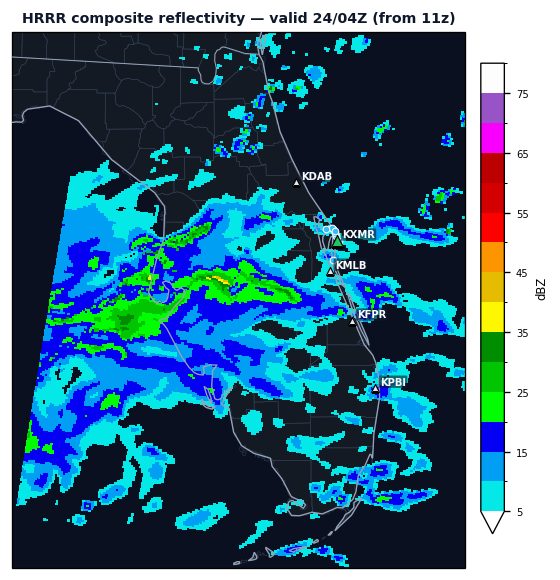 HRRR composite reflectivity — valid 24/04Z (from 11z)
KDAB
KXMR
KMLB
KFPR
KPBI
75
65
55
45
35
25
15
5
dBZ